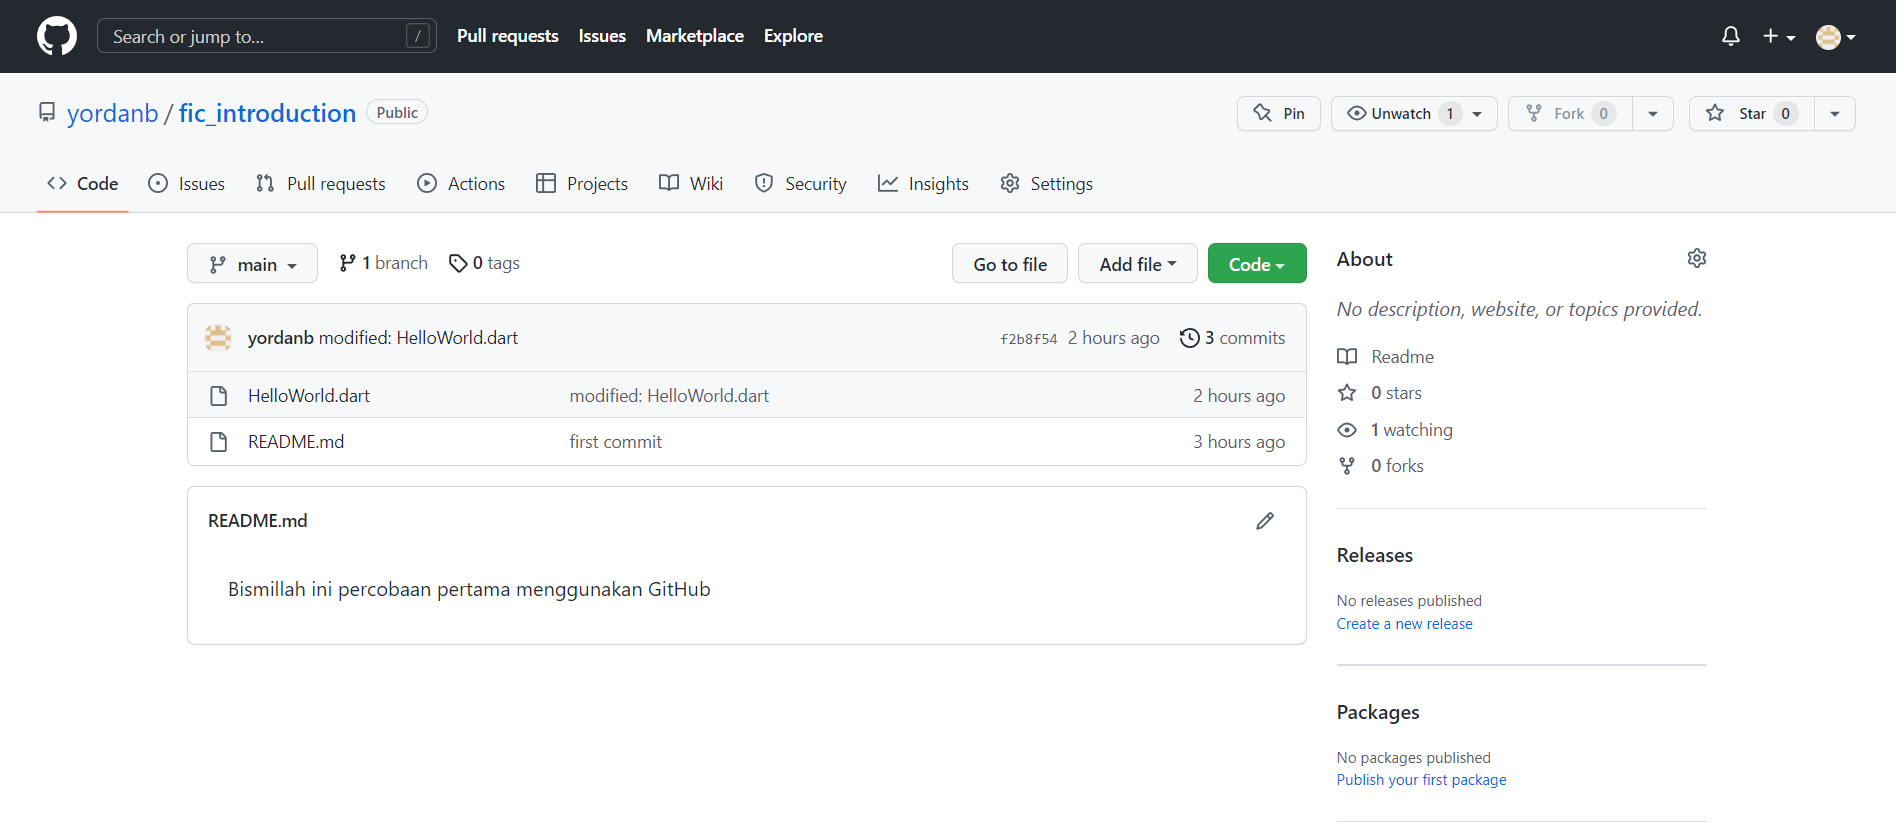 Search or jump to... /
Pull requests Issues Marketplace Explore
yordanb / fic_introduction Public
Pin Unwatch 1 Fork 0 Star 0
Code Issues Pull requests Actions Projects Wiki Security Insights Settings
main 1 branch 0 tags
Go to file Add file Code
yordanb modified: HelloWorld.dart f2b8f54 2 hours ago 3 commits
HelloWorld.dart modified: HelloWorld.dart 2 hours ago
README.md first commit 3 hours ago
README.md
Bismillah ini percobaan pertama menggunakan GitHub
About
No description, website, or topics provided.
Readme
0 stars
1 watching
0 forks
Releases
No releases published
Create a new release
Packages
No packages published
Publish your first package